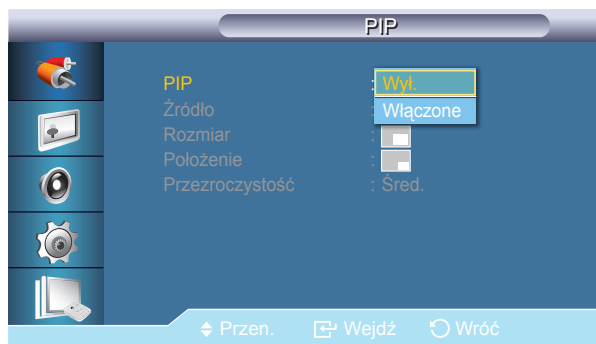 PIP
PIP : Wył.
Źródło : Włączone
Rozmiar :
Położenie :
Przezroczystość : Śred.
Przen. Wejdź Wróć